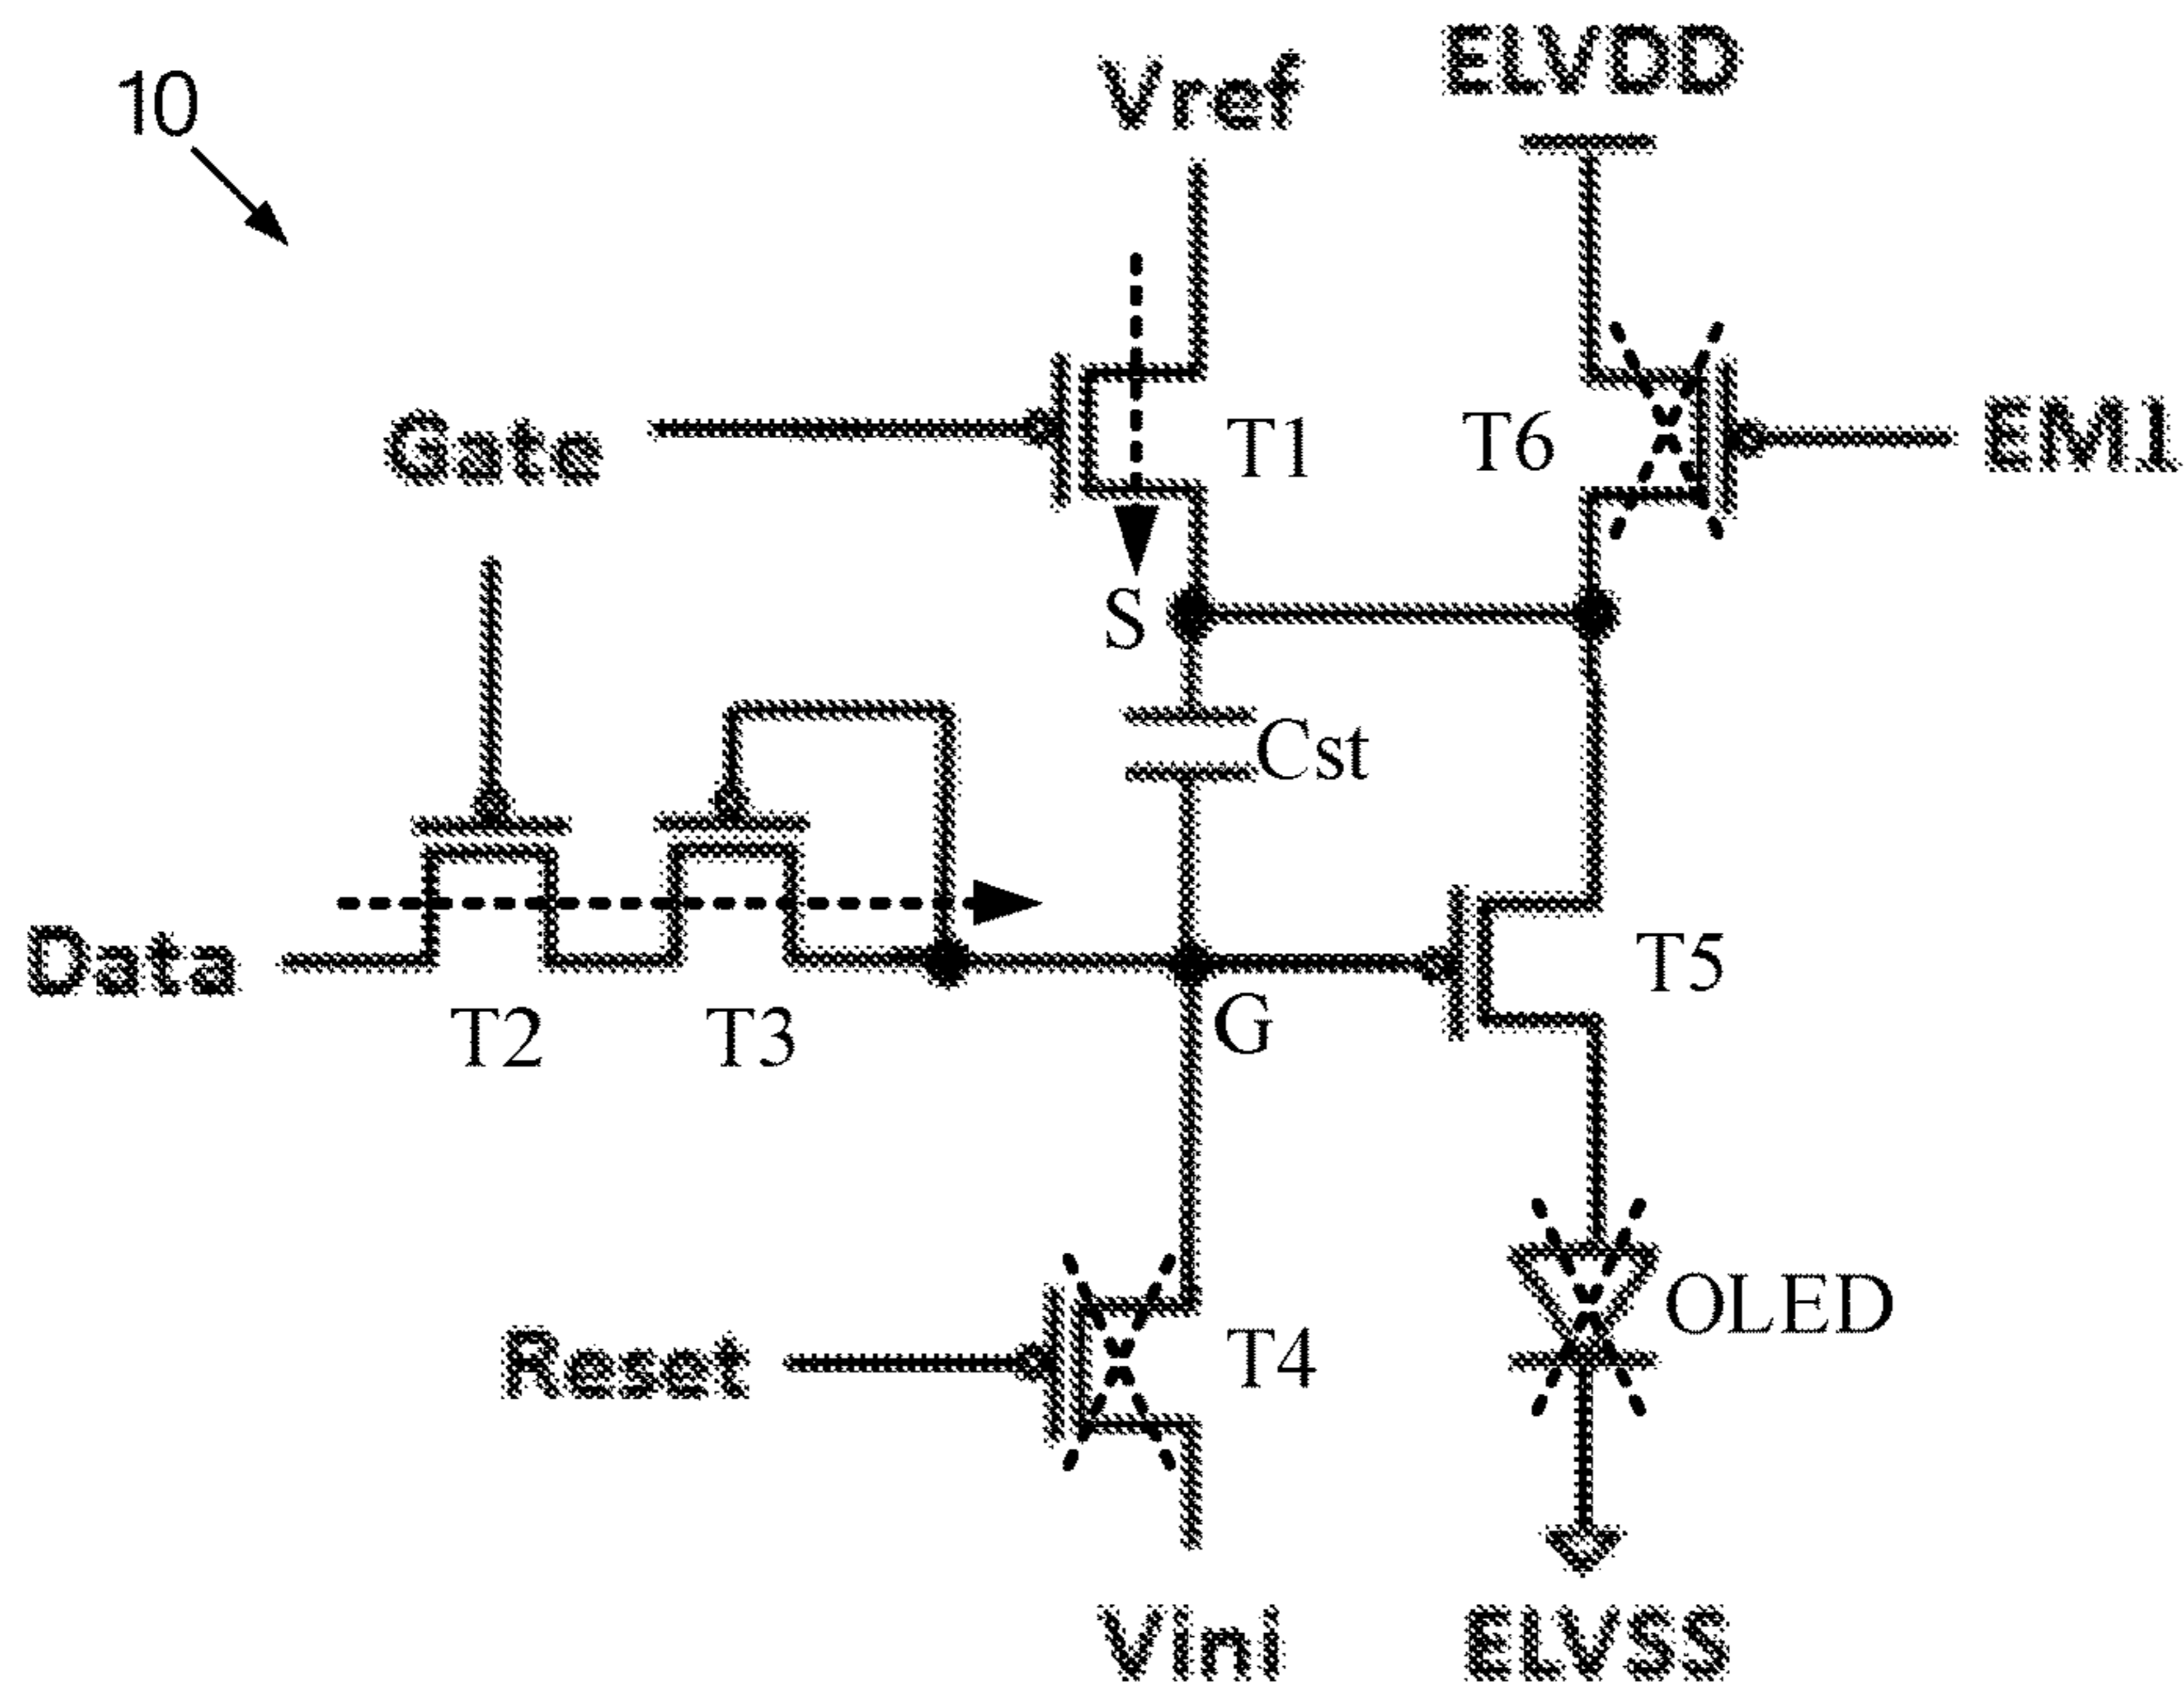 10
Vref
ELVDD
Gate
T1
T6
EM1
S
Cst
Data
T2
T3
G
T5
Reset
T4
OLED
Vini
ELVSS